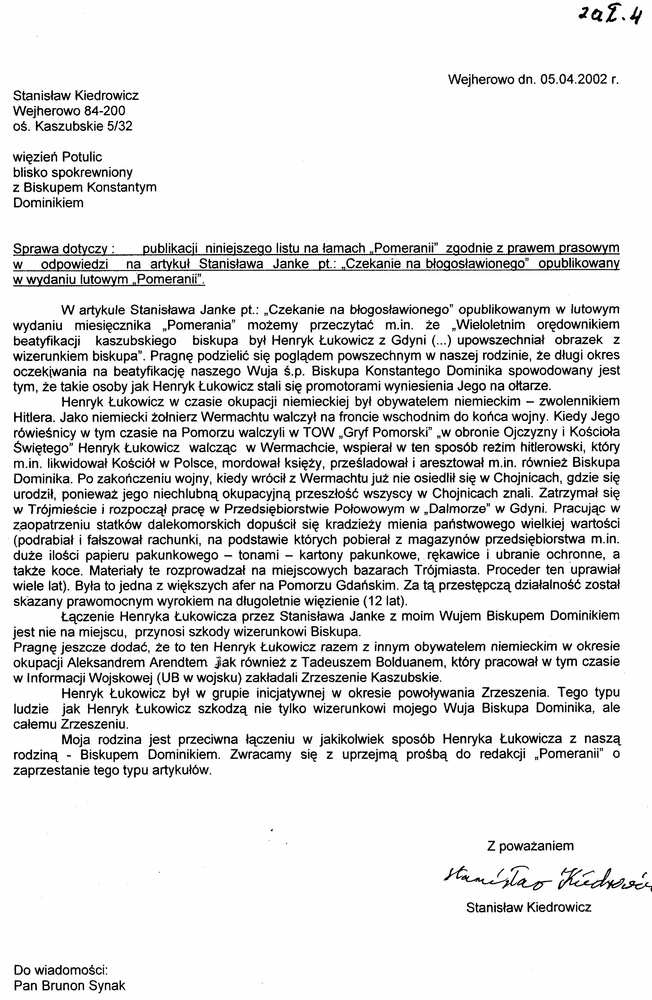 zał. 4
Wejherowo dn. 05.04.2002 r.
Stanisław Kiedrowicz
Wejherowo 84-200
oś. Kaszubskie 5/32
więzień Potulic
blisko spokrewniony
z Biskupem Konstantym
Dominikiem
Sprawa dotyczy : publikacji niniejszego listu na łamach „Pomeranii” zgodnie z prawem prasowym
w odpowiedzi na artykuł Stanisława Janke pt.: „Czekanie na błogosławionego” opublikowany
w wydaniu lutowym „Pomeranii”.
W artykule Stanisława Janke pt.: „Czekanie na błogosławionego” opublikowanym w lutowym
wydaniu miesięcznika „Pomerania” możemy przeczytać m.in. że „Wieloletnim orędownikiem
beatyfikacji kaszubskiego biskupa był Henryk Łukowicz z Gdyni (...) upowszechniał obrazek z
wizerunkiem biskupa”. Pragnę podzielić się poglądem powszechnym w naszej rodzinie, że długi okres
oczekiwania na beatyfikację naszego Wuja ś.p. Biskupa Konstantego Dominika spowodowany jest
tym, że takie osoby jak Henryk Łukowicz stali się promotorami wyniesienia Jego na ołtarze.
Henryk Łukowicz w czasie okupacji niemieckiej był obywatelem niemieckim – zwolennikiem
Hitlera. Jako niemiecki żołnierz Wermachtu walczył na froncie wschodnim do końca wojny. Kiedy Jego
rówieśnicy w tym czasie na Pomorzu walczyli w TOW „Gryf Pomorski” „w obronie Ojczyzny i Kościoła
Świętego” Henryk Łukowicz walcząc w Wermachcie, wspierał w ten sposób reżim hitlerowski, który
m.in. likwidował Kościół w Polsce, mordował księży, prześladował i aresztował m.in. również Biskupa
Dominika. Po zakończeniu wojny, kiedy wrócił z Wermachtu już nie osiedlił się w Chojnicach, gdzie się
urodził, ponieważ jego niechlubną okupacyjną przeszłość wszyscy w Chojnicach znali. Zatrzymał się
w Trójmieście i rozpoczął pracę w Przedsiębiorstwie Połowowym w „Dalmorze” w Gdyni. Pracując w
zaopatrzeniu statków dalekomorskich dopuścił się kradzieży mienia państwowego wielkiej wartości
(podrabiał i fałszował rachunki, na podstawie których pobierał z magazynów przedsiębiorstwa m.in.
duże ilości papieru pakunkowego – tonami – kartony pakunkowe, rękawice i ubranie ochronne, a
także koce. Materiały te rozprowadzał na miejscowych bazarach Trójmiasta. Proceder ten uprawiał
wiele lat). Była to jedna z większych afer na Pomorzu Gdańskim. Za tą przestępczą działalność został
skazany prawomocnym wyrokiem na długoletnie więzienie (12 lat).
Łączenie Henryka Łukowicza przez Stanisława Janke z moim Wujem Biskupem Dominikiem
jest nie na miejscu, przynosi szkody wizerunkowi Biskupa.
Pragnę jeszcze dodać, że to ten Henryk Łukowicz razem z innym obywatelem niemieckim w okresie
okupacji Aleksandrem Arendtem jak również z Tadeuszem Bolduanem, który pracował w tym czasie
w Informacji Wojskowej (UB w wojsku) zakładali Zrzeszenie Kaszubskie.
Henryk Łukowicz był w grupie inicjatywnej w okresie powoływania Zrzeszenia. Tego typu
ludzie jak Henryk Łukowicz szkodzą nie tylko wizerunkowi mojego Wuja Biskupa Dominika, ale
całemu Zrzeszeniu.
Moja rodzina jest przeciwna łączeniu w jakikolwiek sposób Henryka Łukowicza z naszą
rodziną - Biskupem Dominikiem. Zwracamy się z uprzejmą prośbą do redakcji „Pomeranii” o
zaprzestanie tego typu artykułów.
Z poważaniem
Stanisław Kiedrowicz
Stanisław Kiedrowicz
Do wiadomości:
Pan Brunon Synak